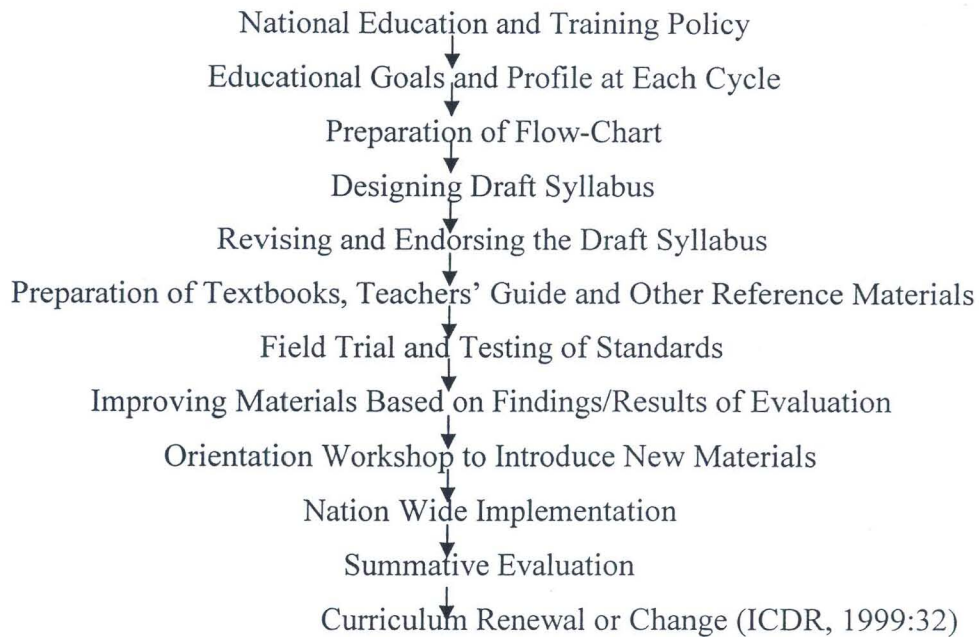 National Education and Training Policy
Educational Goals and Profile at Each Cycle
Preparation of Flow-Chart
Designing Draft Syllabus
Revising and Endorsing the Draft Syllabus
Preparation of Textbooks, Teachers' Guide and Other Reference Materials
Field Trial and Testing of Standards
Improving Materials Based on Findings/Results of Evaluation
Orientation Workshop to Introduce New Materials
Nation Wide Implementation
Summative Evaluation
Curriculum Renewal or Change (ICDR, 1999:32)